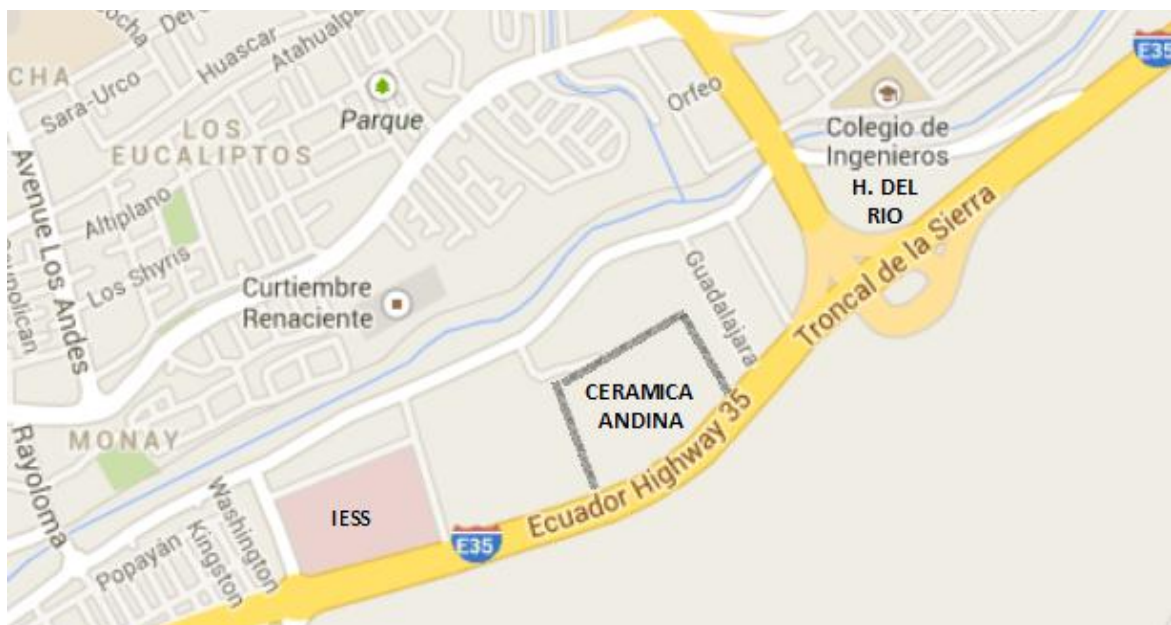 Cocha
Huascar
Atahualpa
CHA
Sara-Urco
Parque
LOS
EUCALIPTOS
Orfeo
E35
Colegio de
Ingenieros
H. DEL
RIO
Avenue Los Andes
Altiplano
Los Shyris
Curtiembre
Renaciente
Guadalajara
Troncal de la Sierra
CERAMICA
ANDINA
MONAY
Rayoloma
Washington
Kingston
Popayán
IESS
E35
Ecuador Highway 35